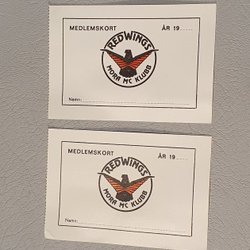 MEDLEMSKORT ÅR 19.....
REDWINGS
MORA MC KLUBB
Namn:
MEDLEMSKORT ÅR 19.....
REDWINGS
MORA MC KLUBB
Namn: